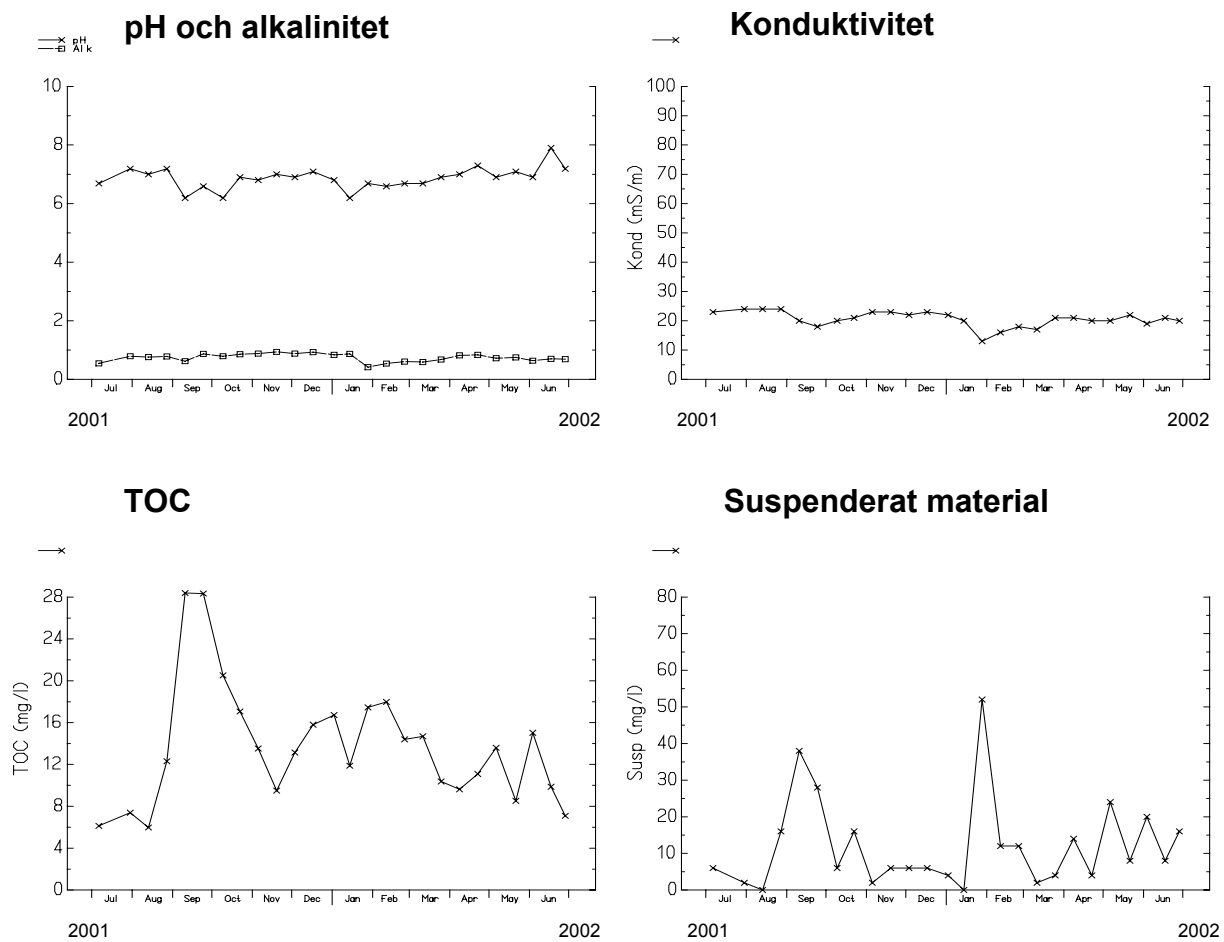 pH och alkalinitet
pH
Alk
10
8
6
4
2
0
Jul Aug Sep Oct Nov Dec Jan Feb Mar Apr May Jun
2001 2002
Konduktivitet
Kond (mS/m)
100
90
80
70
60
50
40
30
20
10
0
Jul Aug Sep Oct Nov Dec Jan Feb Mar Apr May Jun
2001 2002
TOC
TOC (mg/l)
28
24
20
16
12
8
4
0
Jul Aug Sep Oct Nov Dec Jan Feb Mar Apr May Jun
2001 2002
Suspenderat material
Susp (mg/l)
80
70
60
50
40
30
20
10
0
Jul Aug Sep Oct Nov Dec Jan Feb Mar Apr May Jun
2001 2002